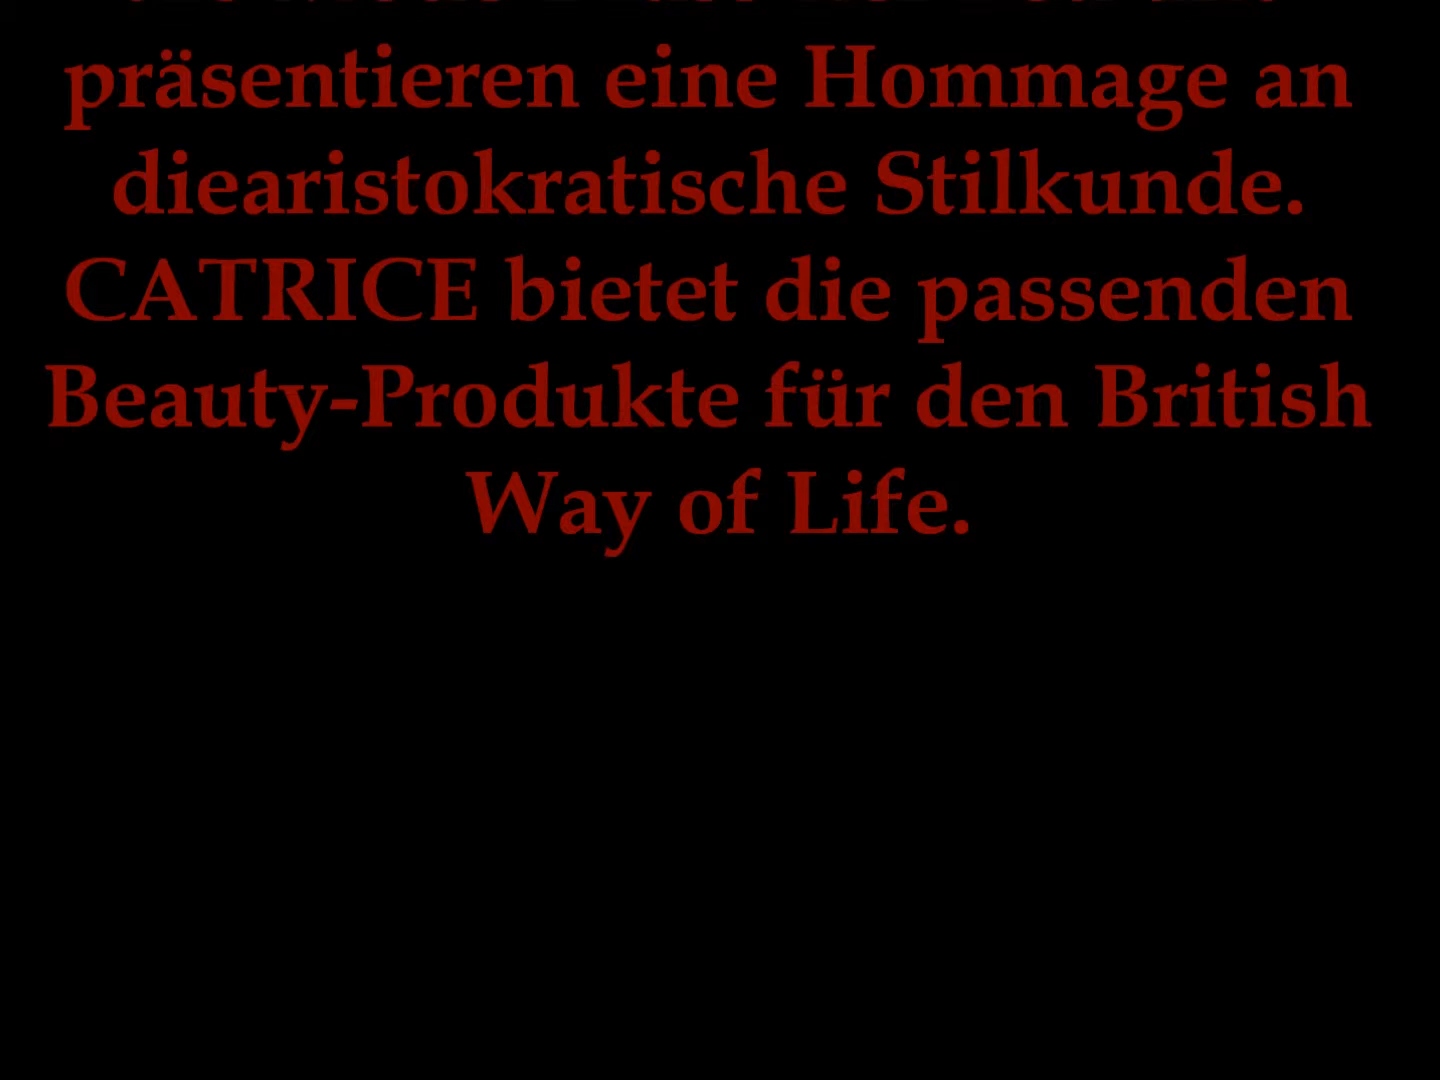 präsentieren eine Hommage an
diearistokratische Stilkunde.
CATRICE bietet die passenden
Beauty-Produkte für den British
Way of Life.